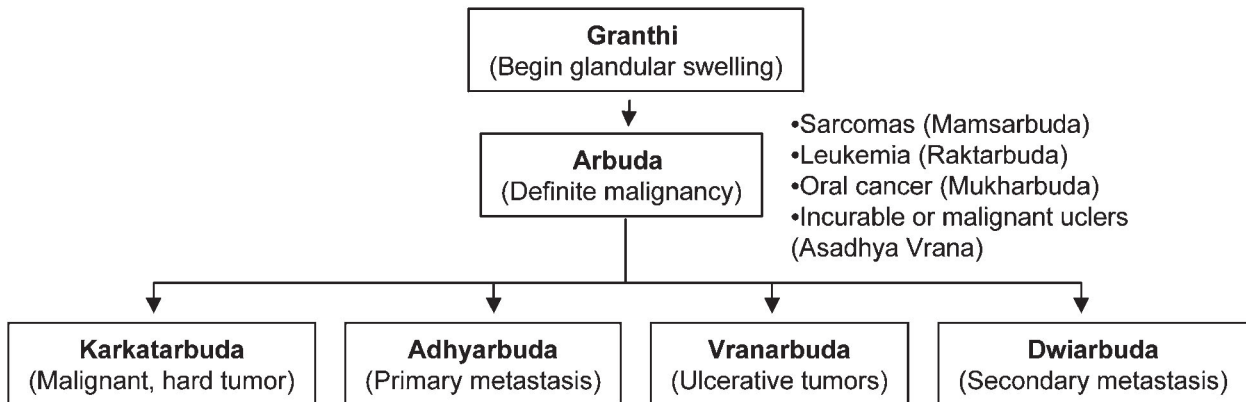 Granthi
(Begin glandular swelling)
Arbuda
(Definite malignancy)
•Sarcomas (Mamsarbuda)
•Leukemia (Raktarbuda)
•Oral cancer (Mukharbuda)
•Incurable or malignant uclers
(Asadhya Vrana)
Karkatarbuda
(Malignant, hard tumor)
Adhyarbuda
(Primary metastasis)
Vranarbuda
(Ulcerative tumors)
Dwiarbuda
(Secondary metastasis)